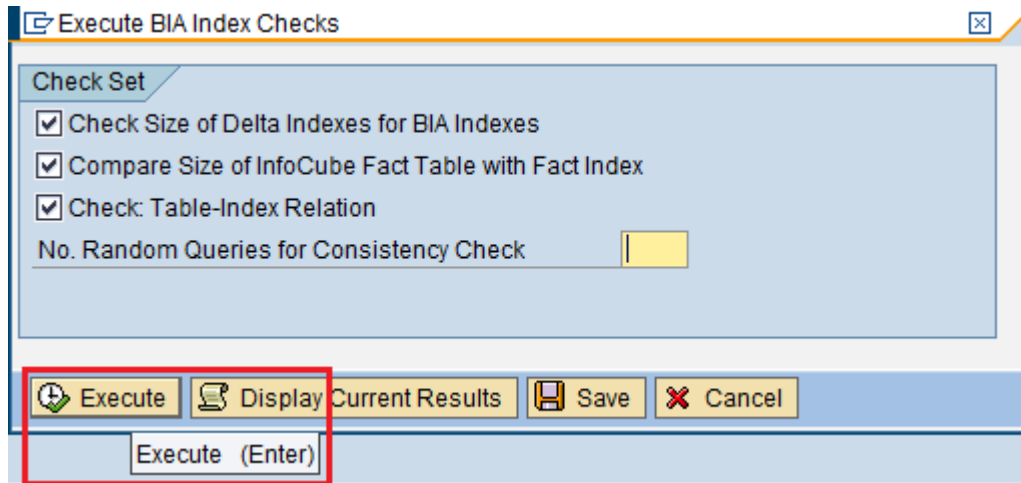 Execute BIA Index Checks
Check Set
Check Size of Delta Indexes for BIA Indexes
Compare Size of InfoCube Fact Table with Fact Index
Check: Table-Index Relation
No. Random Queries for Consistency Check
Execute Display Current Results Save Cancel
Execute (Enter)